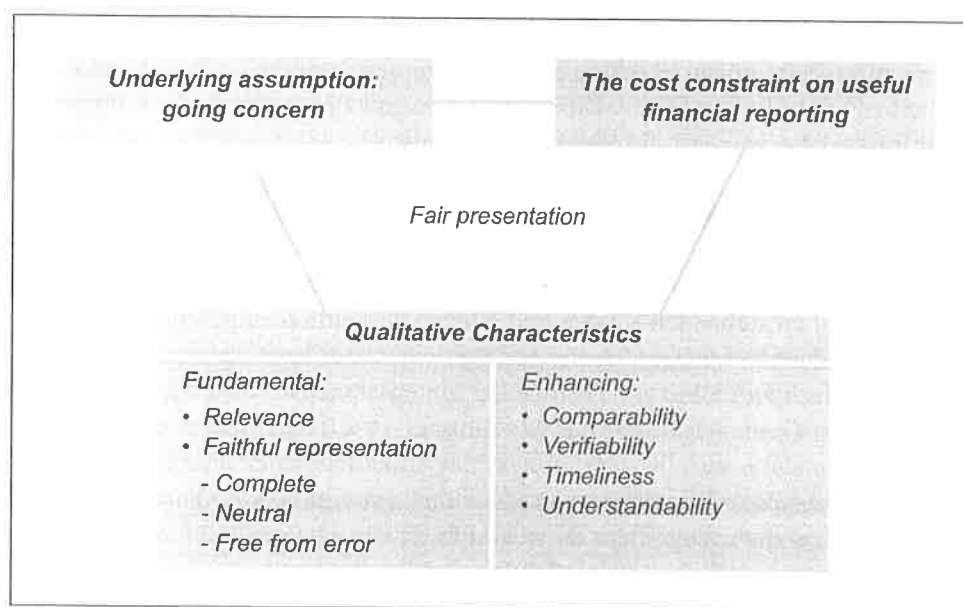 Underlying assumption:
going concern
The cost constraint on useful
financial reporting
Fair presentation
Qualitative Characteristics
Fundamental:
• Relevance
• Faithful representation
- Complete
- Neutral
- Free from error
Enhancing:
• Comparability
• Verifiability
• Timeliness
• Understandability